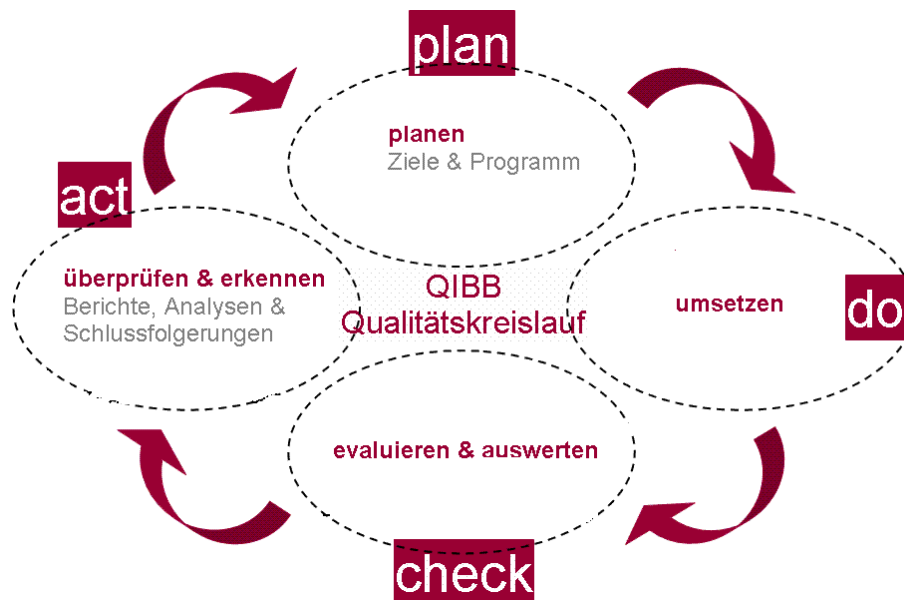 plan
planen
Ziele & Programm
act
überprüfen & erkennen
Berichte, Analysen &
Schlussfolgerungen
QIBB
Qualitätskreislauf
umsetzen
do
evaluieren & auswerten
check